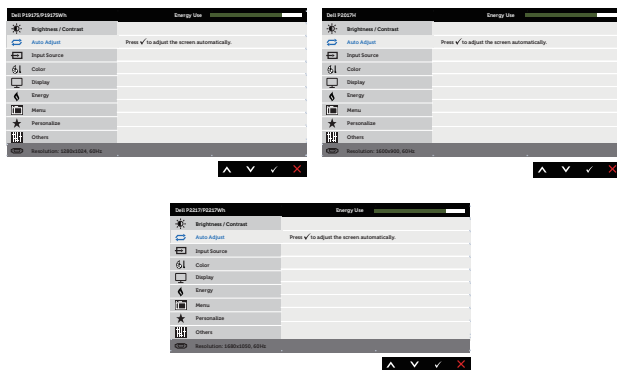 Dell P1917S/P1917SWh Energy Use
Brightness / Contrast
Auto Adjust Press ✓ to adjust the screen automatically.
Input Source
Color
Display
Energy
Menu
Personalize
Others
Resolution: 1280x1024, 60Hz
Dell P2017H Energy Use
Brightness / Contrast
Auto Adjust Press ✓ to adjust the screen automatically.
Input Source
Color
Display
Energy
Menu
Personalize
Others
Resolution: 1600x900, 60Hz
Dell P2217/P2217Wh Energy Use
Brightness / Contrast
Auto Adjust Press ✓ to adjust the screen automatically.
Input Source
Color
Display
Energy
Menu
Personalize
Others
Resolution: 1680x1050, 60Hz